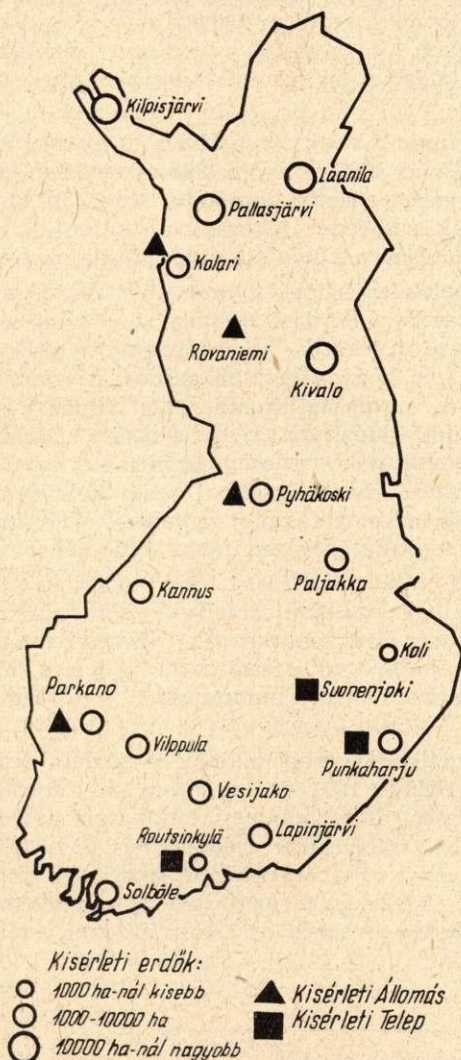 Kilpisjärvi
Laanila
Pallasjärvi
Kolari
Rovaniemi
Kivalo
Pyhäkoski
Paljakka
Kannus
Koli
Suonenjoki
Parkano
Vilppula
Punkaharju
Vesijako
Lapinjärvi
Routsinkylä
Solböle
Kisérleti erdők:
1000 ha-nál kisebb
1000-10000 ha
10000 ha-nál nagyobb
Kisérleti Állomás
Kisérleti Telep